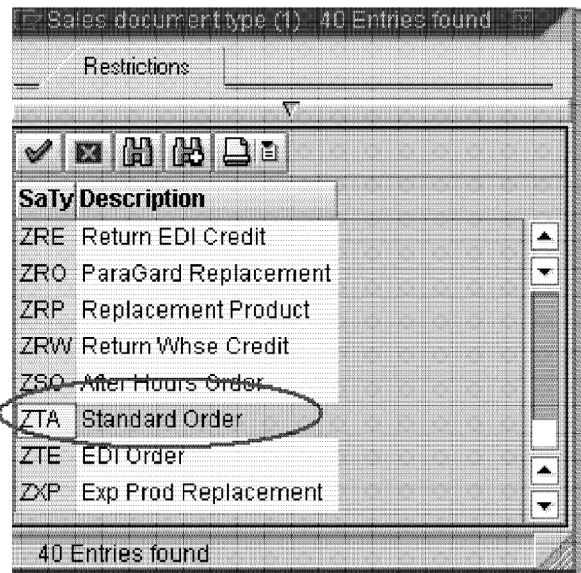 Sales document type (1) 40 Entries found
Restrictions
SaTy Description
ZRE Return EDI Credit
ZRO ParaGard Replacement
ZRP Replacement Product
ZRW Return Whse Credit
ZSO After Hours Order
ZTA Standard Order
ZTE EDI Order
ZXP Exp Prod Replacement
40 Entries found